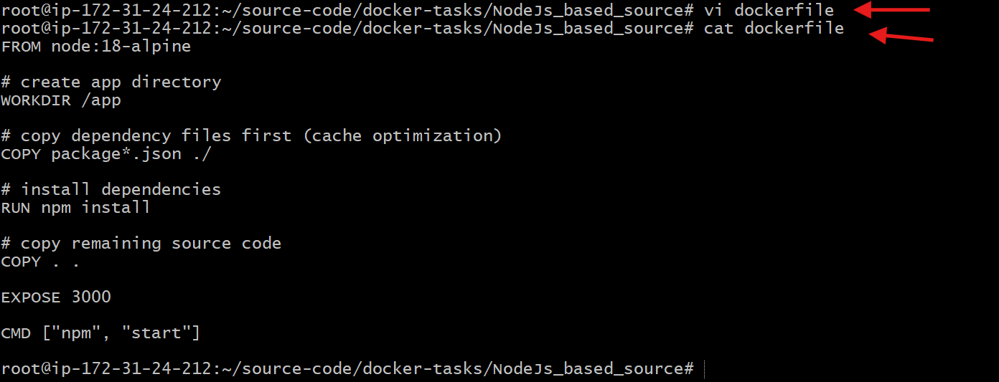 root@ip-172-31-24-212:~/source-code/docker-tasks/NodeJs_based_source# vi dockerfile
root@ip-172-31-24-212:~/source-code/docker-tasks/NodeJs_based_source# cat dockerfile
FROM node:18-alpine
# create app directory
WORKDIR /app
# copy dependency files first (cache optimization)
COPY package*.json ./
# install dependencies
RUN npm install
# copy remaining source code
COPY . .
EXPOSE 3000
CMD ["npm", "start"]
root@ip-172-31-24-212:~/source-code/docker-tasks/NodeJs_based_source#